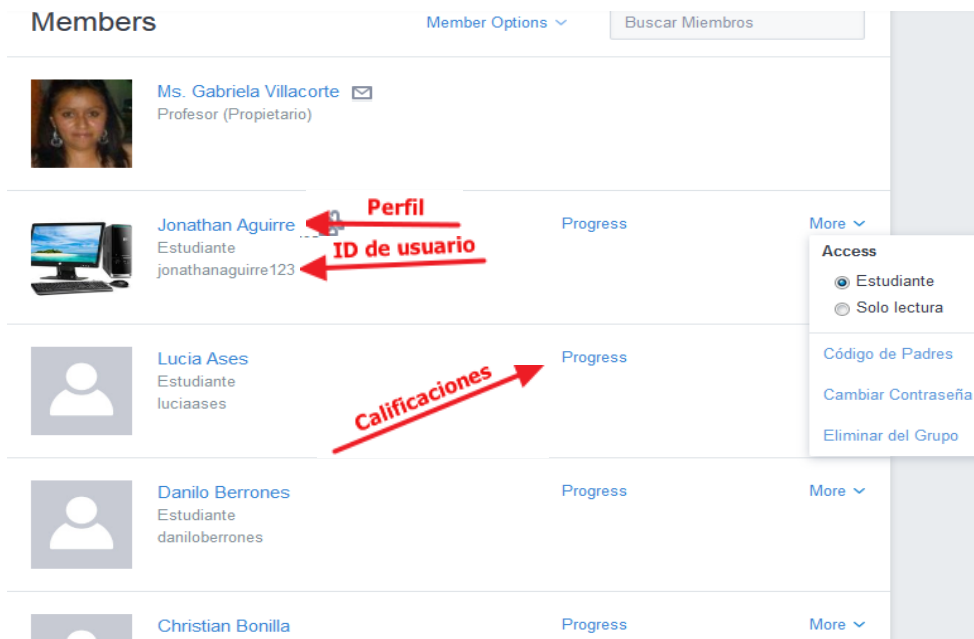 Members
Member Options
Buscar Miembros
Ms. Gabriela Villacorte
Profesor (Propietario)
Perfil
Jonathan Aguirre
Progress
More
Estudiante
ID de usuario
jonathanaguirre123
Access
Estudiante
Solo lectura
Código de Padres
Cambiar Contraseña
Eliminar del Grupo
Lucia Ases
Progress
Estudiante
luciaases
Calificaciones
Danilo Berrones
Progress
More
Estudiante
daniloberrones
Christian Bonilla
Progress
More